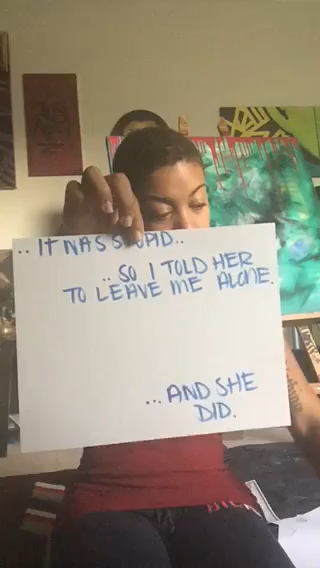 .. IT WAS STUPID..
.. SO I TOLD HER
TO LEAVE ME ALONE.
... AND SHE
DID.